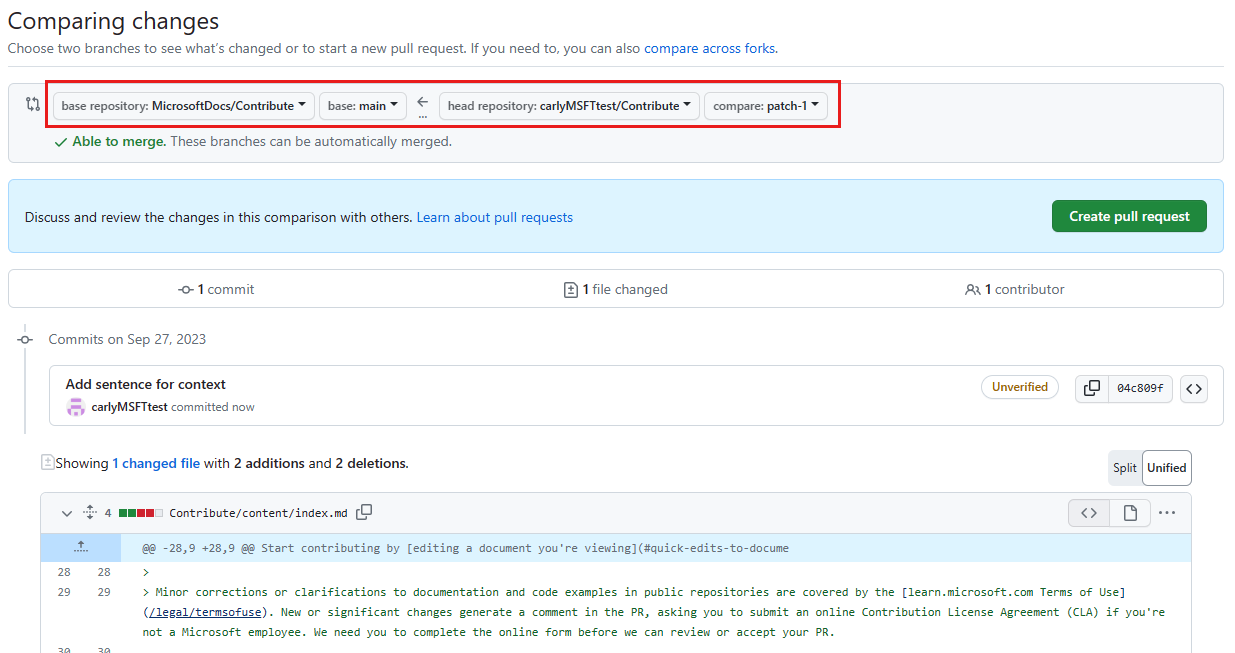 Comparing changes
Choose two branches to see what's changed or to start a new pull request. If you need to, you can also compare across forks.
base repository: MicrosoftDocs/Contribute base: main ... head repository: carlyMSFTtest/Contribute compare: patch-1
Able to merge. These branches can be automatically merged.
Discuss and review the changes in this comparison with others. Learn about pull requests Create pull request
1 commit 1 file changed 1 contributor
Commits on Sep 27, 2023
Add sentence for context Unverified 04c809f
carlyMSFTtest committed now
Showing 1 changed file with 2 additions and 2 deletions. Split Unified
4 Contribute/content/index.md
@@ -28,9 +28,9 @@ Start contributing by [editing a document you're viewing](#quick-edits-to-docume
28 28 >
29 29 > Minor corrections or clarifications to documentation and code examples in public repositories are covered by the [learn.microsoft.com Terms of Use]
(/legal/termsofuse). New or significant changes generate a comment in the PR, asking you to submit an online Contribution License Agreement (CLA) if you're
not a Microsoft employee. We need you to complete the online form before we can review or accept your PR.
30 30